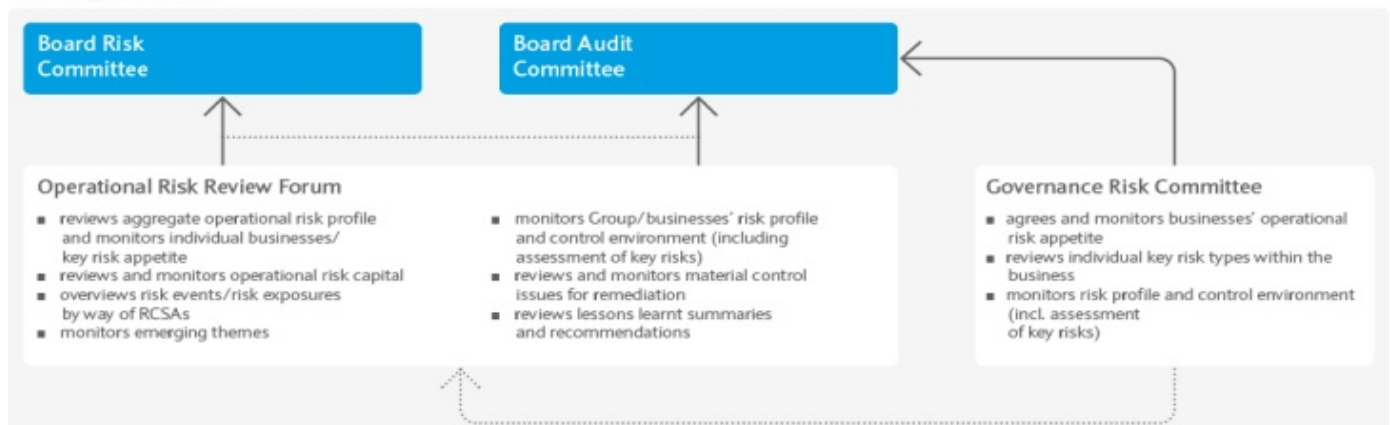 Board Risk
Committee
Board Audit
Committee
Operational Risk Review Forum
■ reviews aggregate operational risk profile
and monitors individual businesses/
key risk appetite
■ reviews and monitors operational risk capital
■ overviews risk events/risk exposures
by way of RCSAs
■ monitors emerging themes
■ monitors Group/businesses’ risk profile
and control environment (including
assessment of key risks)
■ reviews and monitors material control
issues for remediation
■ reviews lessons learnt summaries
and recommendations
Governance Risk Committee
■ agrees and monitors businesses’ operational
risk appetite
■ reviews individual key risk types within the
business
■ monitors risk profile and control environment
(incl. assessment
of key risks)